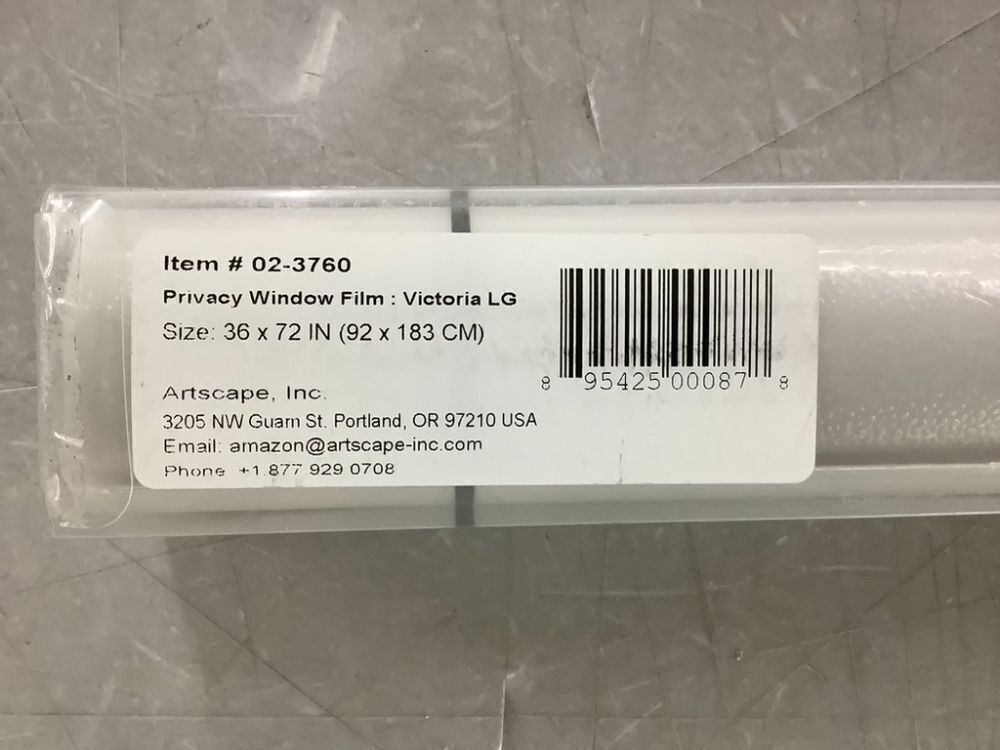 Item # 02-3760
Privacy Window Film : Victoria LG
Size: 36 x 72 IN (92 x 183 CM)
8 95425 00087 8
Artscape, Inc.
3205 NW Guam St. Portland, OR 97210 USA
Email: amazon@artscape-inc.com
Phone +1.877.929.0708